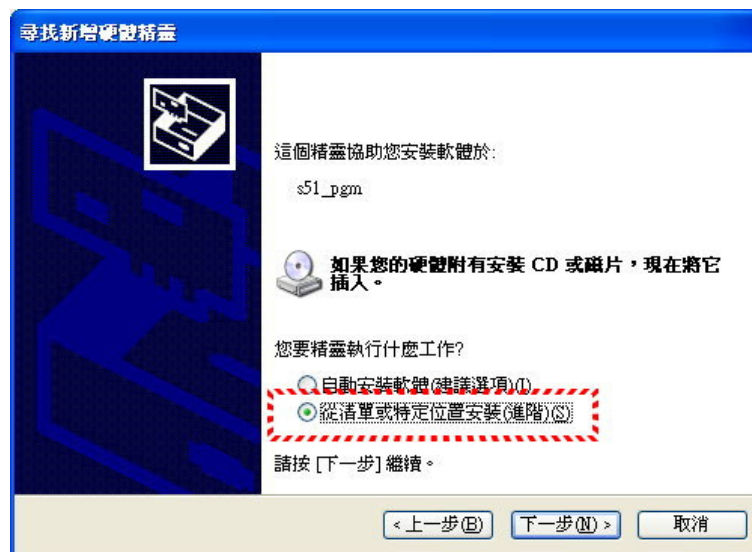 尋找新增硬體精靈
這個精靈協助您安裝軟體於:
s51_pgm
如果您的硬體附有安裝 CD 或磁片，現在將它
插入。
您要精靈執行什麼工作?
自動安裝軟體(建議選項)(I)
從清單或特定位置安裝(進階)(S)
請按 [下一步] 繼續。
< 上一步(B)
下一步(N) >
取消